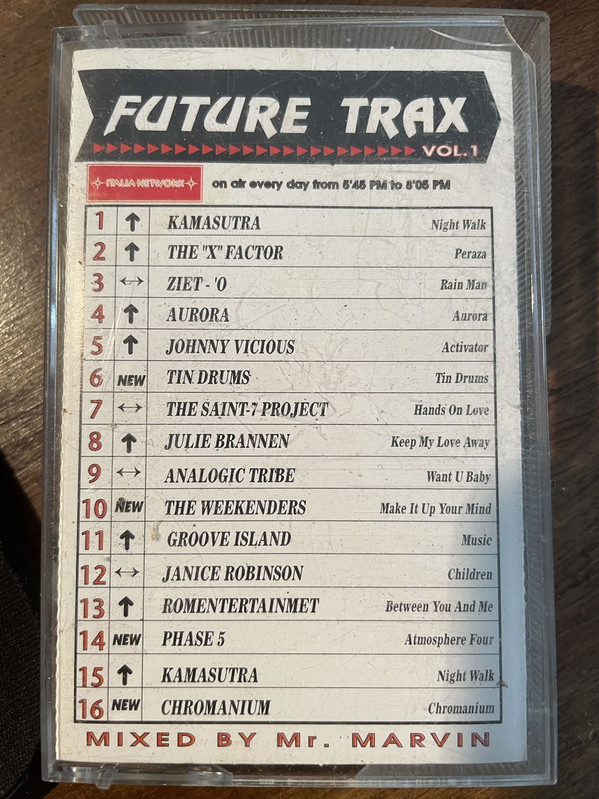 FUTURE TRAX
VOL.1
ITALIA NETWORK on air every day from 5'45 PM to 8'05 PM
1 ↑ KAMASUTRA Night Walk
2 ↑ THE "X" FACTOR Peraza
3 ↔ ZIET - 'O Rain Man
4 ↑ AURORA Aurora
5 ↑ JOHNNY VICIOUS Activator
6 NEW TIN DRUMS Tin Drums
7 ↔ THE SAINT-7 PROJECT Hands On Love
8 ↑ JULIE BRANNEN Keep My Love Away
9 ↔ ANALOGIC TRIBE Want U Baby
10 NEW THE WEEKENDERS Make It Up Your Mind
11 ↑ GROOVE ISLAND Music
12 ↔ JANICE ROBINSON Children
13 ↑ ROMENTERTAINMET Between You And Me
14 NEW PHASE 5 Atmosphere Four
15 ↑ KAMASUTRA Night Walk
16 NEW CHROMANIUM Chromanium
MIXED BY Mr. MARVIN